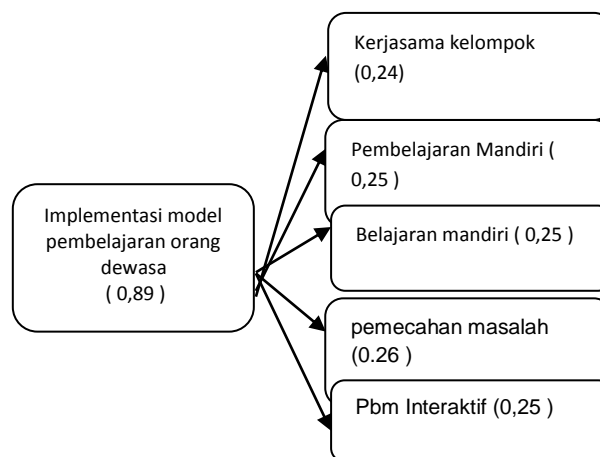 Kerjasama kelompok
(0,24)
Pembelajaran Mandiri (
0,25 )
Implementasi model
pembelajaran orang
dewasa
( 0,89 )
Belajaran mandiri ( 0,25 )
pemecahan masalah
(0.26 )
Pbm Interaktif (0,25 )